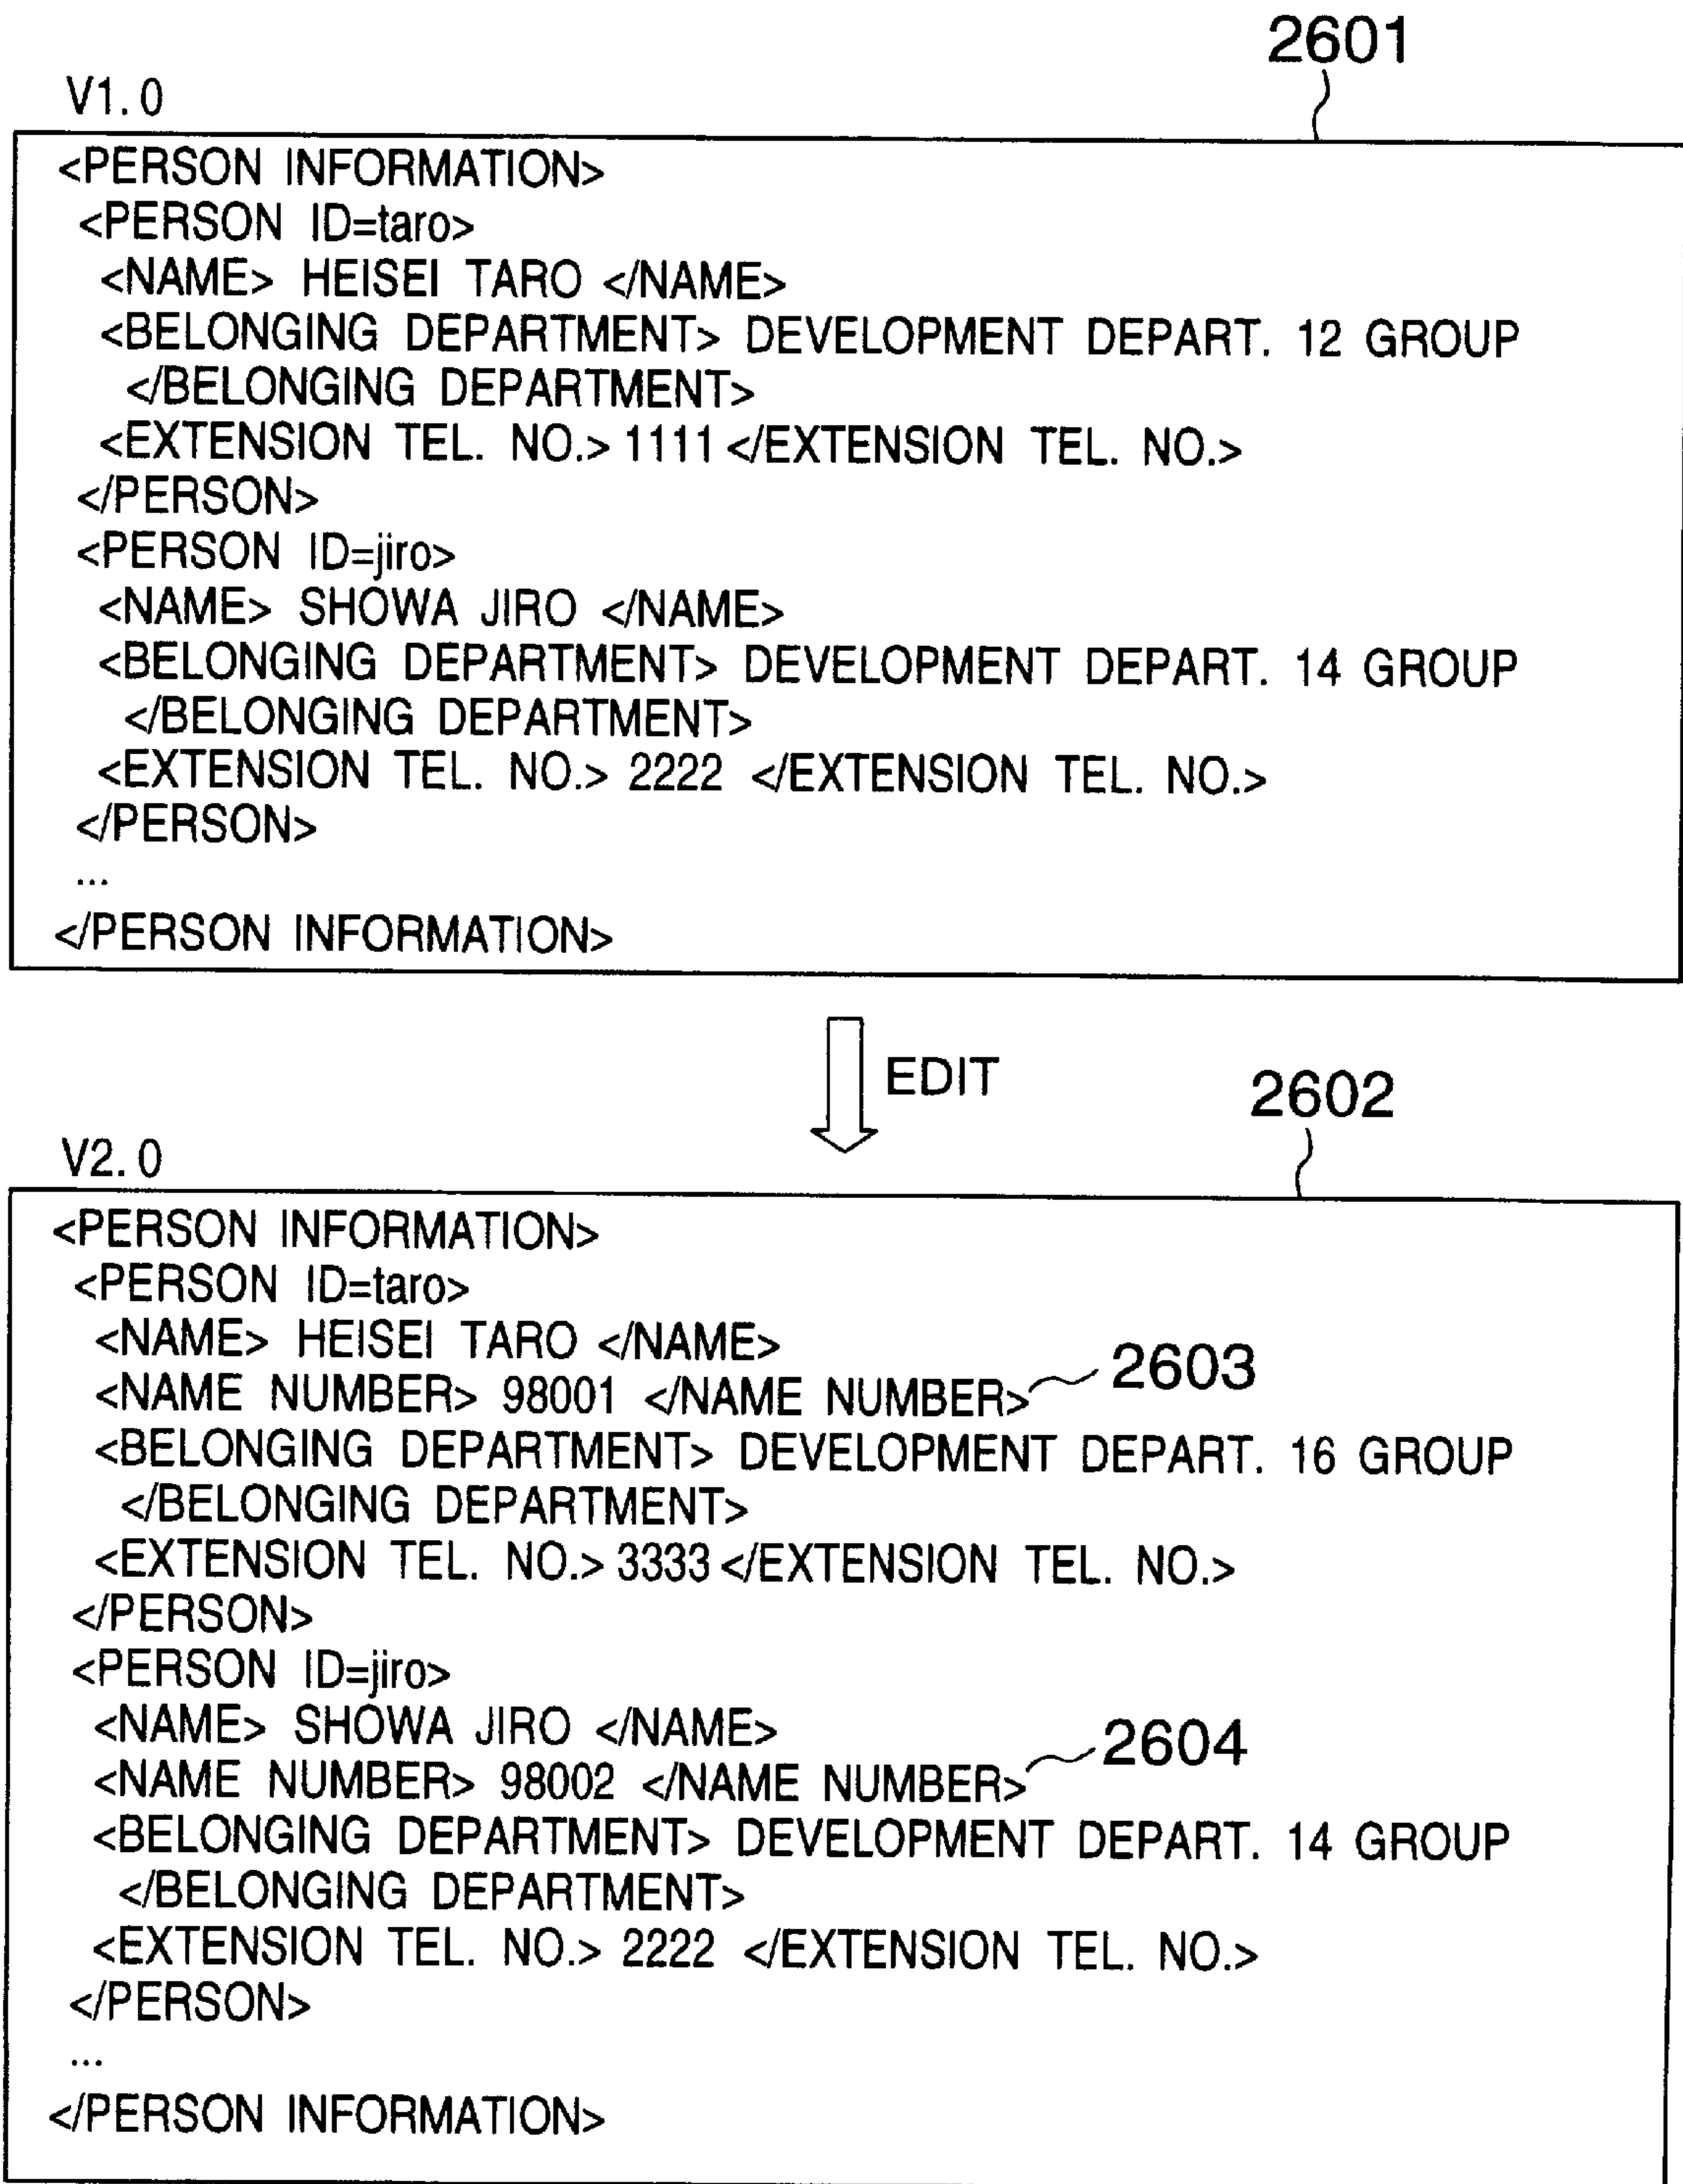 2601
V1.0
<PERSON INFORMATION>
<PERSON ID=taro>
<NAME> HEISEI TARO </NAME>
<BELONGING DEPARTMENT> DEVELOPMENT DEPART. 12 GROUP
</BELONGING DEPARTMENT>
<EXTENSION TEL. NO.> 1111 </EXTENSION TEL. NO.>
</PERSON>
<PERSON ID=jiro>
<NAME> SHOWA JIRO </NAME>
<BELONGING DEPARTMENT> DEVELOPMENT DEPART. 14 GROUP
</BELONGING DEPARTMENT>
<EXTENSION TEL. NO.> 2222 </EXTENSION TEL. NO.>
</PERSON>
...
</PERSON INFORMATION>
EDIT
2602
V2.0
<PERSON INFORMATION>
<PERSON ID=taro>
<NAME> HEISEI TARO </NAME>
<NAME NUMBER> 98001 </NAME NUMBER> 2603
<BELONGING DEPARTMENT> DEVELOPMENT DEPART. 16 GROUP
</BELONGING DEPARTMENT>
<EXTENSION TEL. NO.> 3333 </EXTENSION TEL. NO.>
</PERSON>
<PERSON ID=jiro>
<NAME> SHOWA JIRO </NAME>
<NAME NUMBER> 98002 </NAME NUMBER> 2604
<BELONGING DEPARTMENT> DEVELOPMENT DEPART. 14 GROUP
</BELONGING DEPARTMENT>
<EXTENSION TEL. NO.> 2222 </EXTENSION TEL. NO.>
</PERSON>
...
</PERSON INFORMATION>